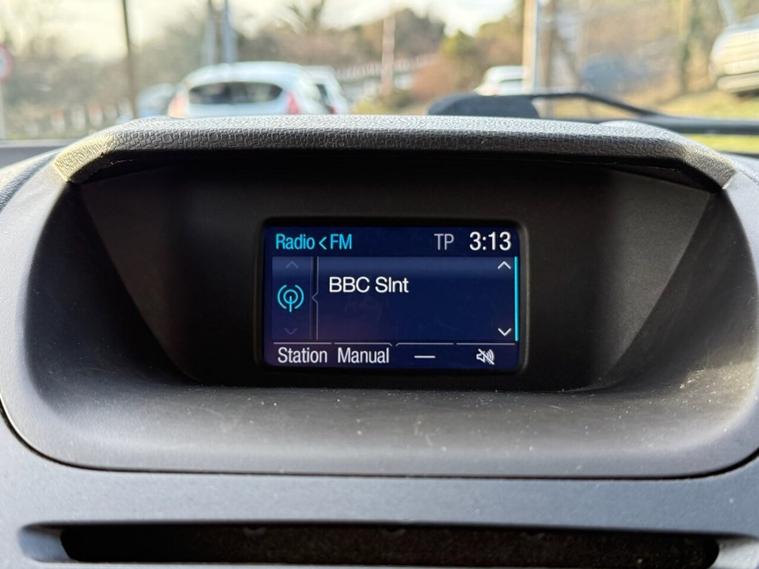 Radio < FM TP 3:13
BBC Slnt
Station Manual —